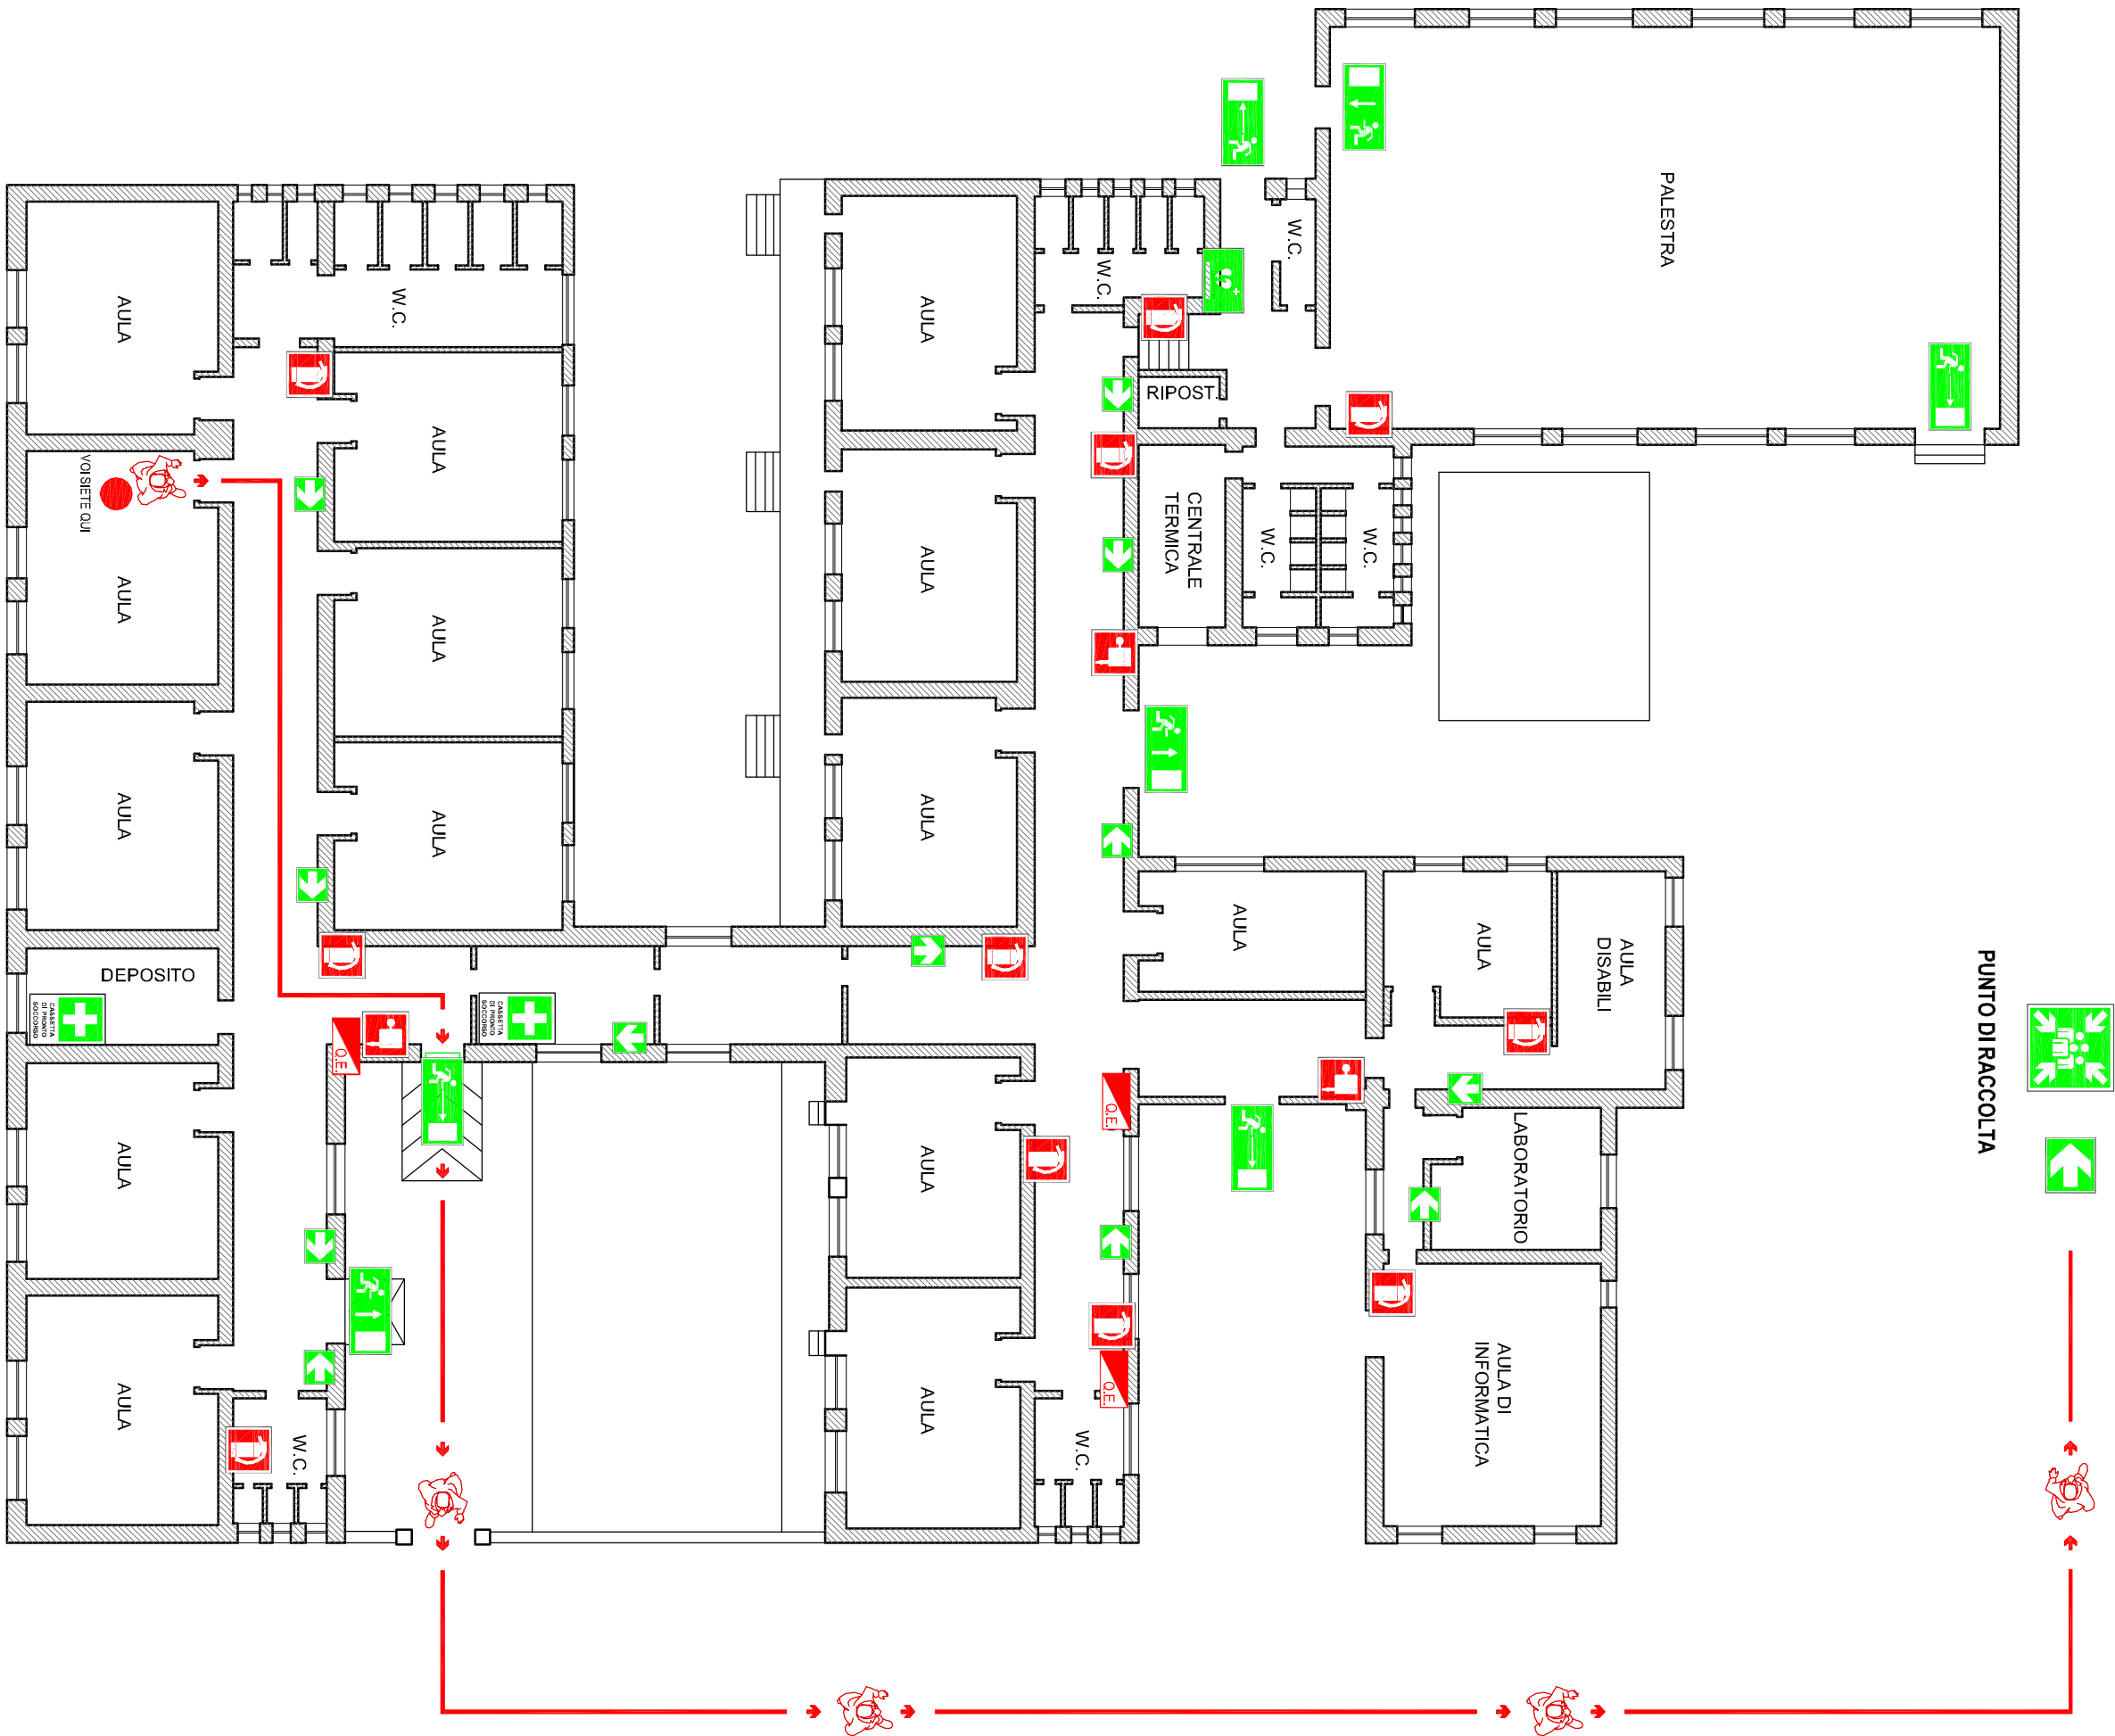 PALESTRA
W.C.
AULA
W.C.
AULA
W.C.
RIPOST.
AULA
VOI SIETE QUI
AULA
AULA
AULA
CENTRALE
TERMICA
W.C.
W.C.
AULA
AULA
AULA
AULA
AULA
AULA
AULA
DISABILI
DEPOSITO
CASSETTA
DI PRONTO
SOCCORSO
CASSETTA
DI PRONTO
SOCCORSO
PUNTO DI RACCOLTA
Q.E.
Q.E.
AULA
AULA
LABORATORIO
AULA
AULA
Q.E.
AULA DI
INFORMATICA
W.C.
W.C.